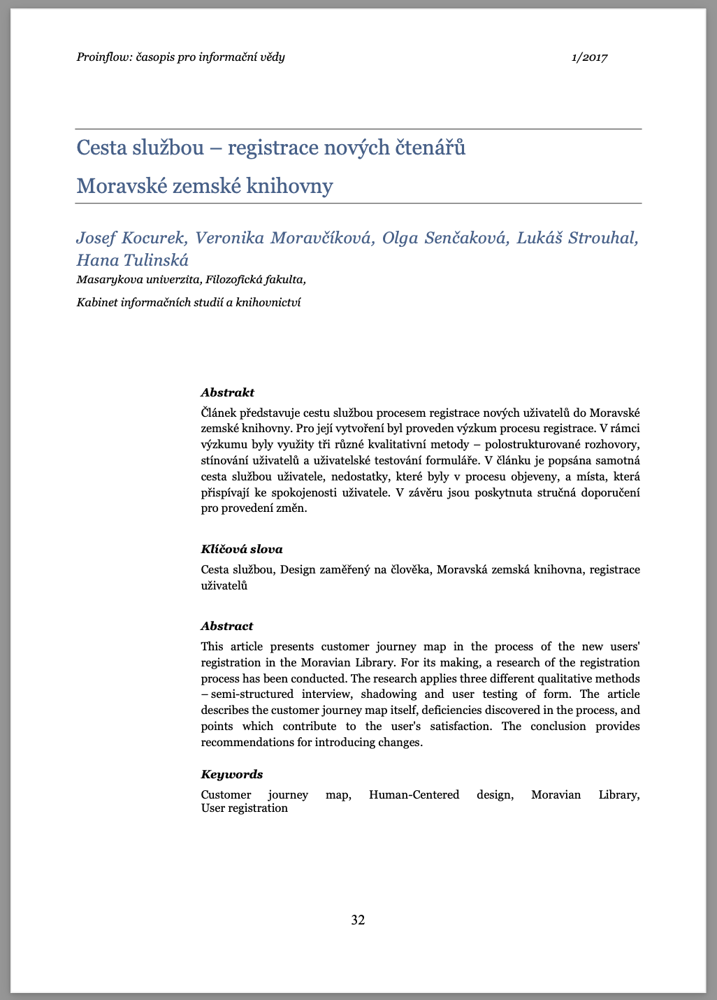 Proinflow: časopis pro informační vědy 1/2017
Cesta službou – registrace nových čtenářů
Moravské zemské knihovny
Josef Kocurek, Veronika Moravčíková, Olga Senčaková, Lukáš Strouhal,
Hana Tulinská
Masarykova univerzita, Filozofická fakulta,
Kabinet informačních studií a knihovnictví
Abstrakt
Článek představuje cestu službou procesem registrace nových uživatelů do Moravské
zemské knihovny. Pro její vytvoření byl proveden výzkum procesu registrace. V rámci
výzkumu byly využity tři různé kvalitativní metody – polostrukturované rozhovory,
stínování uživatelů a uživatelské testování formuláře. V článku je popsána samotná
cesta službou uživatele, nedostatky, které byly v procesu objeveny, a místa, která
přispívají ke spokojenosti uživatele. V závěru jsou poskytnuta stručná doporučení
pro provedení změn.
Klíčová slova
Cesta službou, Design zaměřený na člověka, Moravská zemská knihovna, registrace
uživatelů
Abstract
This article presents customer journey map in the process of the new users'
registration in the Moravian Library. For its making, a research of the registration
process has been conducted. The research applies three different qualitative methods
– semi-structured interview, shadowing and user testing of form. The article
describes the customer journey map itself, deficiencies discovered in the process, and
points which contribute to the user's satisfaction. The conclusion provides
recommendations for introducing changes.
Keywords
Customer journey map, Human-Centered design, Moravian Library,
User registration
32